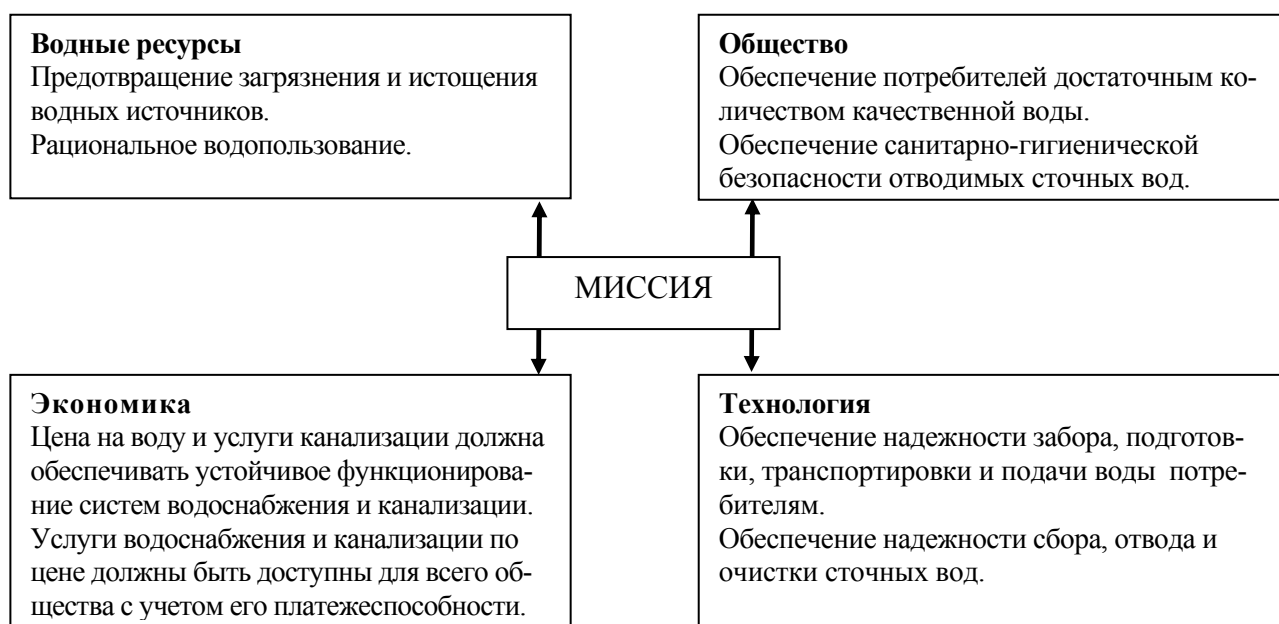 Водные ресурсы
Предотвращение загрязнения и истощения
водных источников.
Рациональное водопользование.
Общество
Обеспечение потребителей достаточным ко-
личеством качественной воды.
Обеспечение санитарно-гигиенической
безопасности отводимых сточных вод.
МИССИЯ
Экономика
Цена на воду и услуги канализации должна
обеспечивать устойчивое функционирова-
ние систем водоснабжения и канализации.
Услуги водоснабжения и канализации по
цене должны быть доступны для всего об-
щества с учетом его платежеспособности.
Технология
Обеспечение надежности забора, подготов-
ки, транспортировки и подачи воды потре-
бителям.
Обеспечение надежности сбора, отвода и
очистки сточных вод.